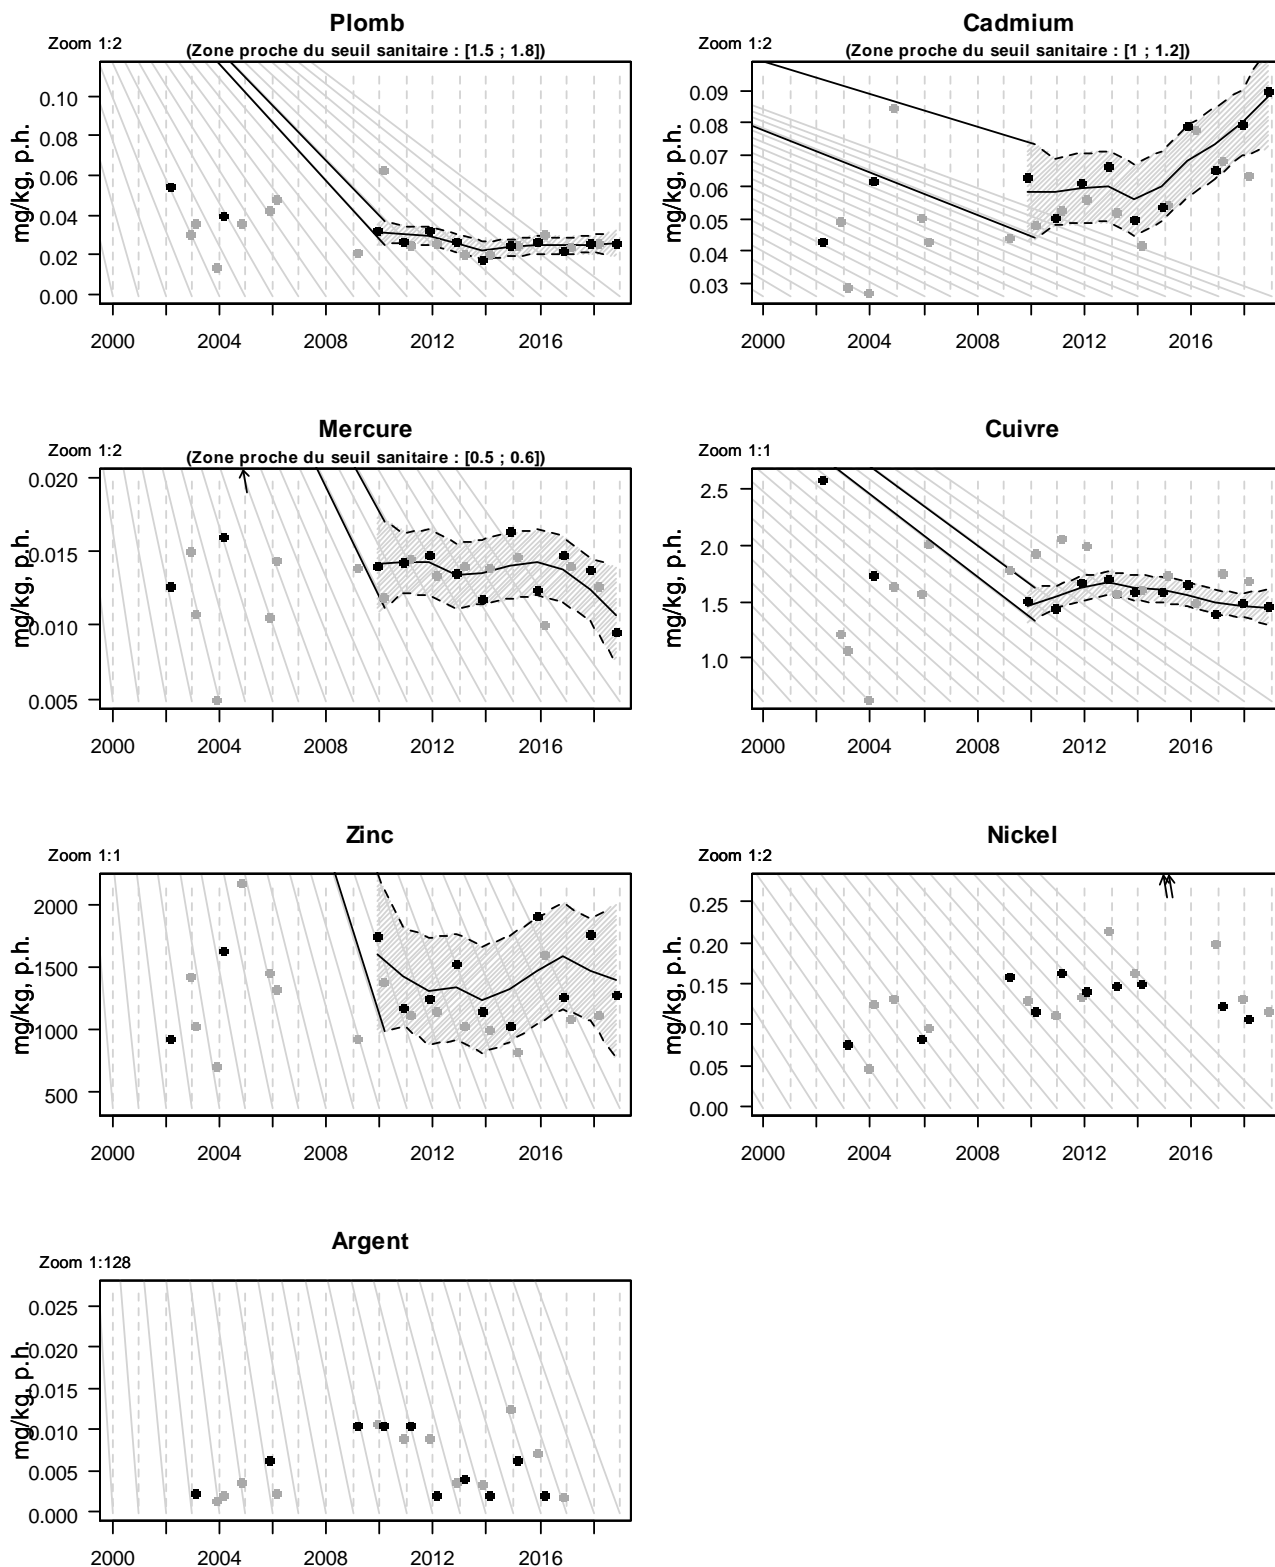 Plomb
Zoom 1:2
(Zone proche du seuil sanitaire : [1.5 ; 1.8])
mg/kg, p.h.
0.10
0.08
0.06
0.04
0.02
0.00
2000 2004 2008 2012 2016
Cadmium
Zoom 1:2
(Zone proche du seuil sanitaire : [1 ; 1.2])
mg/kg, p.h.
0.09
0.08
0.07
0.06
0.05
0.04
0.03
2000 2004 2008 2012 2016
Mercure
Zoom 1:2
(Zone proche du seuil sanitaire : [0.5 ; 0.6])
mg/kg, p.h.
0.020
0.015
0.010
0.005
2000 2004 2008 2012 2016
Cuivre
Zoom 1:1
mg/kg, p.h.
2.5
2.0
1.5
1.0
2000 2004 2008 2012 2016
Zinc
Zoom 1:1
mg/kg, p.h.
2000
1500
1000
500
2000 2004 2008 2012 2016
Nickel
Zoom 1:2
mg/kg, p.h.
0.25
0.20
0.15
0.10
0.05
0.00
2000 2004 2008 2012 2016
Argent
Zoom 1:128
mg/kg, p.h.
0.025
0.020
0.015
0.010
0.005
0.000
2000 2004 2008 2012 2016